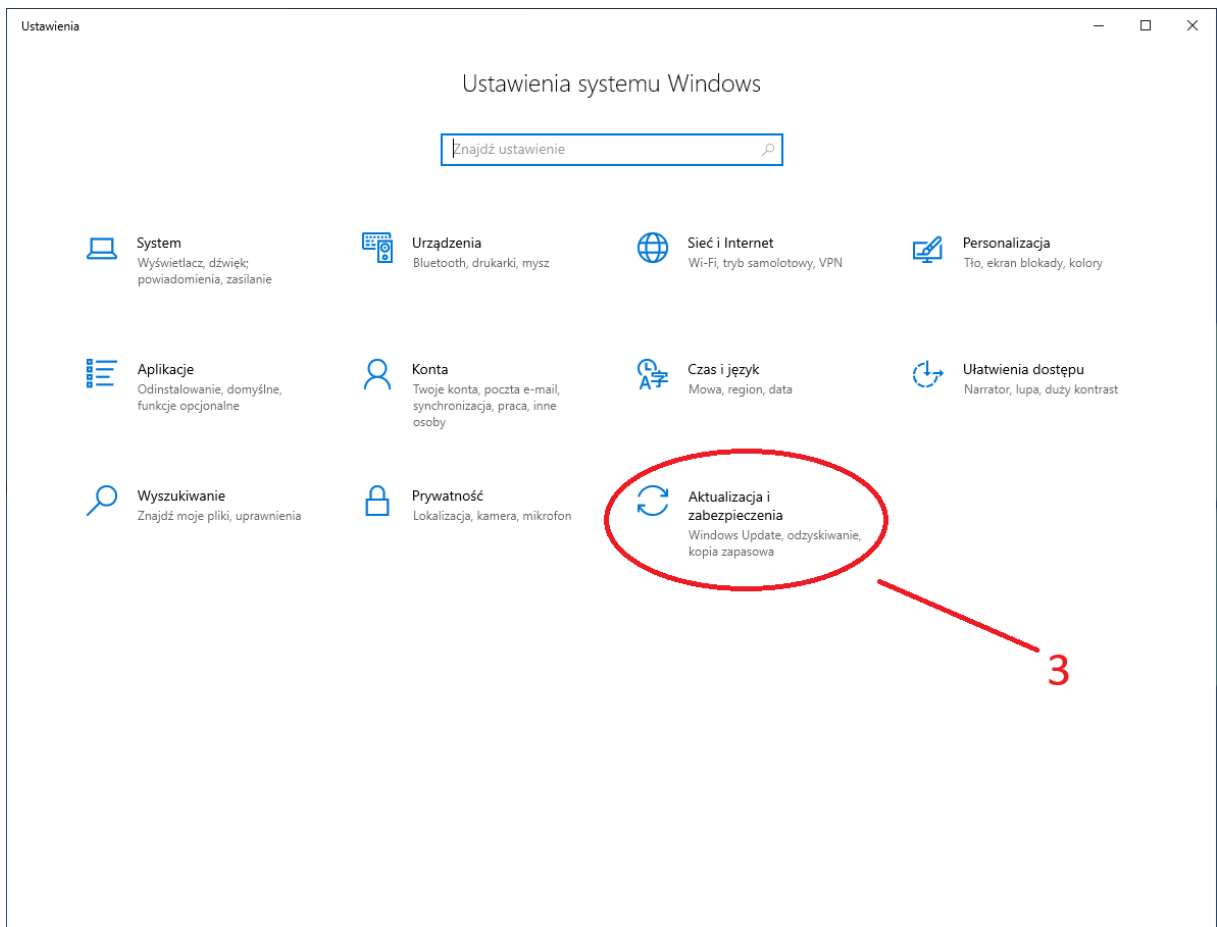 Ustawienia
Ustawienia systemu Windows
Znajdź ustawienie
System
Wyświetlacz, dźwięk;
powiadomienia, zasilanie
Urządzenia
Bluetooth, drukarki, mysz
Sieć i Internet
Wi-Fi, tryb samolotowy, VPN
Personalizacja
Tło, ekran blokady, kolory
Aplikacje
Odinstalowanie, domyślne,
funkcje opcjonalne
Konta
Twoje konta, poczta e-mail,
synchronizacja, praca, inne
osoby
Czas i język
Mowa, region, data
Ułatwienia dostępu
Narrator, lupa, duży kontrast
Wyszukiwanie
Znajdź moje pliki, uprawnienia
Prywatność
Lokalizacja, kamera, mikrofon
Aktualizacja i
zabezpieczenia
Windows Update, odzyskiwanie,
kopia zapasowa
3